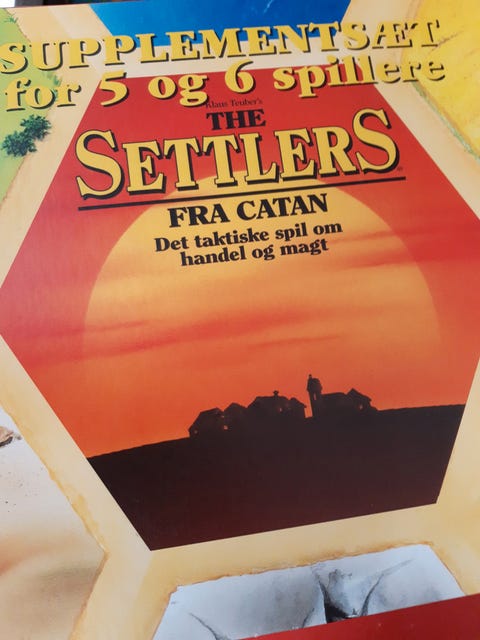 SUPPLEMENTSÆT
for 5 og 6 spillere
Klaus Teuber's
THE
SETTLERS
FRA CATAN
Det taktiske spil om
handel og magt